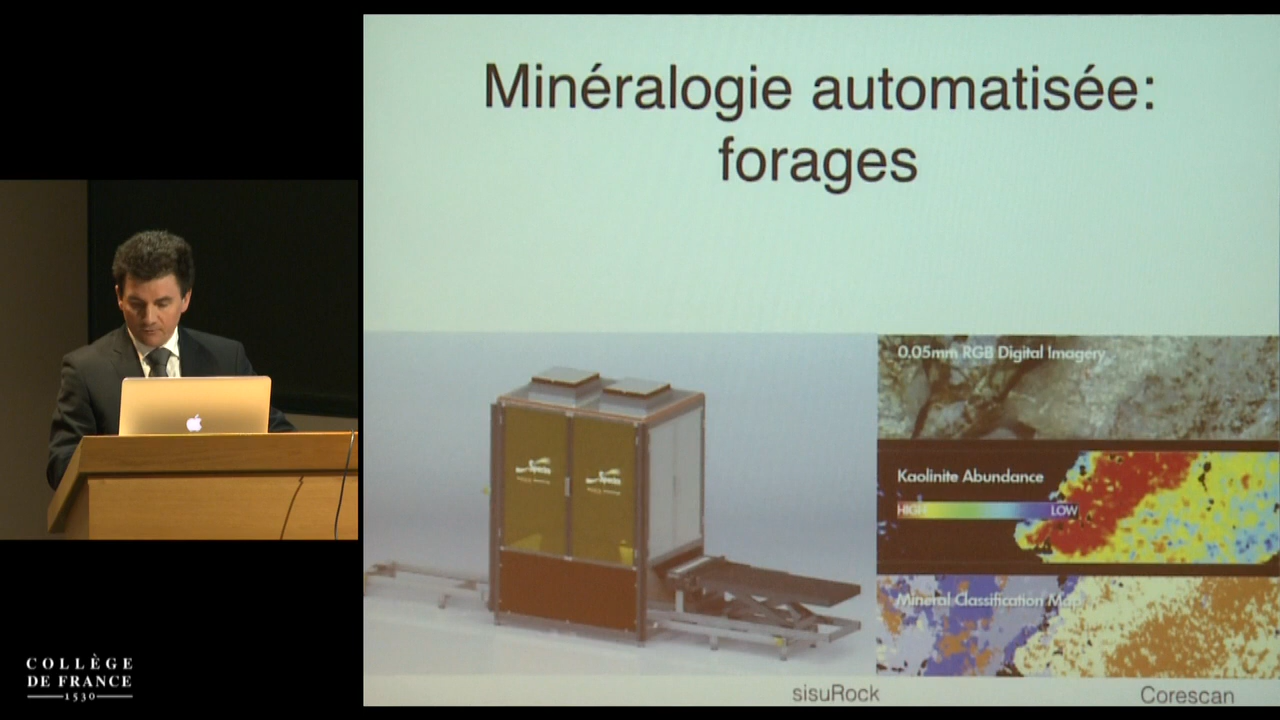 Minéralogie automatisée:
forages
0.05mm RGB Digital Imagery
Kaolinite Abundance
HIGH LOW
Mineral Classification Map
sisuRock
Corescan
COLLÈGE
DE FRANCE
1530